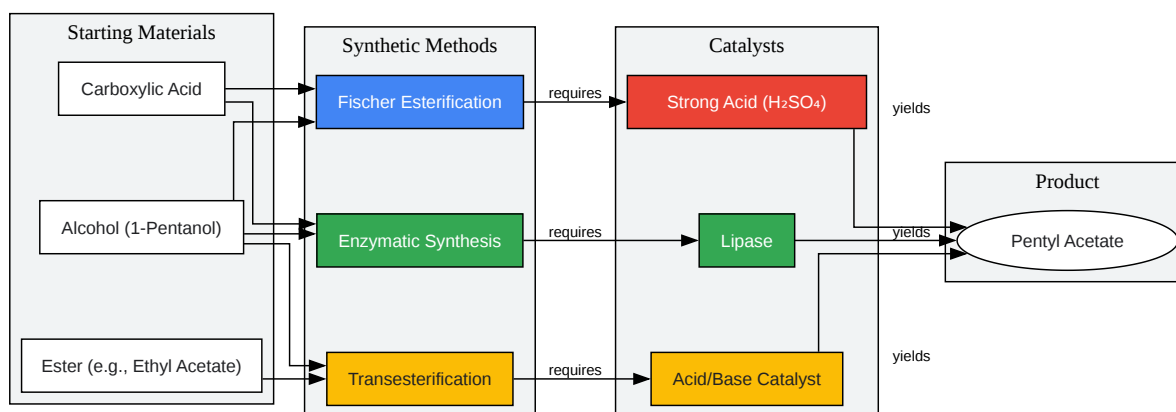 Starting Materials
Synthetic Methods
Catalysts
Carboxylic Acid
Fischer Esterification
requires
Strong Acid (H₂SO₄)
yields
Product
Alcohol (1-Pentanol)
Enzymatic Synthesis
requires
Lipase
yields
Pentyl Acetate
Ester (e.g., Ethyl Acetate)
Transesterification
requires
Acid/Base Catalyst
yields